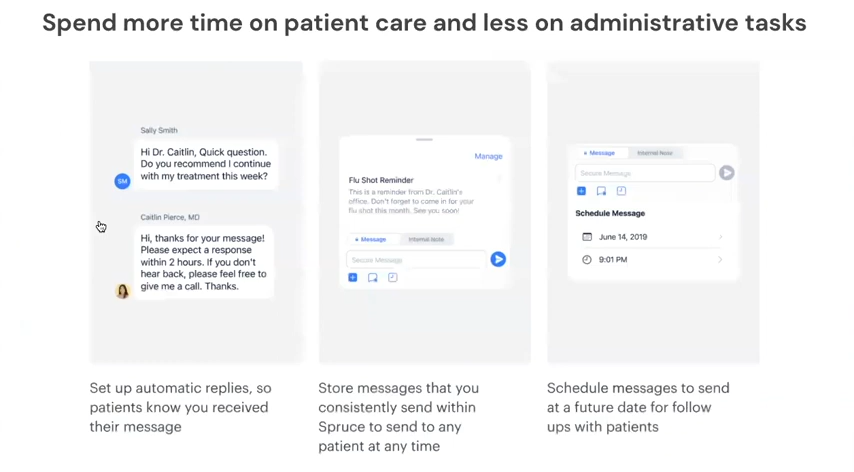 Spend more time on patient care and less on administrative tasks
Sally Smith
Hi Dr. Caitlin, Quick question.
Do you recommend I continue
with my treatment this week?
SM
Caitlin Pierce, MD
Hi, thanks for your message!
Please expect a response
within 2 hours. If you don't
hear back, please feel free to
give me a call. Thanks.
Set up automatic replies, so
patients know you received
their message
Manage
Flu Shot Reminder
This is a reminder from Dr. Caitlin's
office. Don't forget to come in for your
flu shot this month. See you soon!
Message
Internal Note
Secure Message
Store messages that you
consistently send within
Spruce to send to any
patient at any time
Message
Internal Note
Secure Message
Schedule Message
June 14, 2019
9:01 PM
Schedule messages to send
at a future date for follow
ups with patients